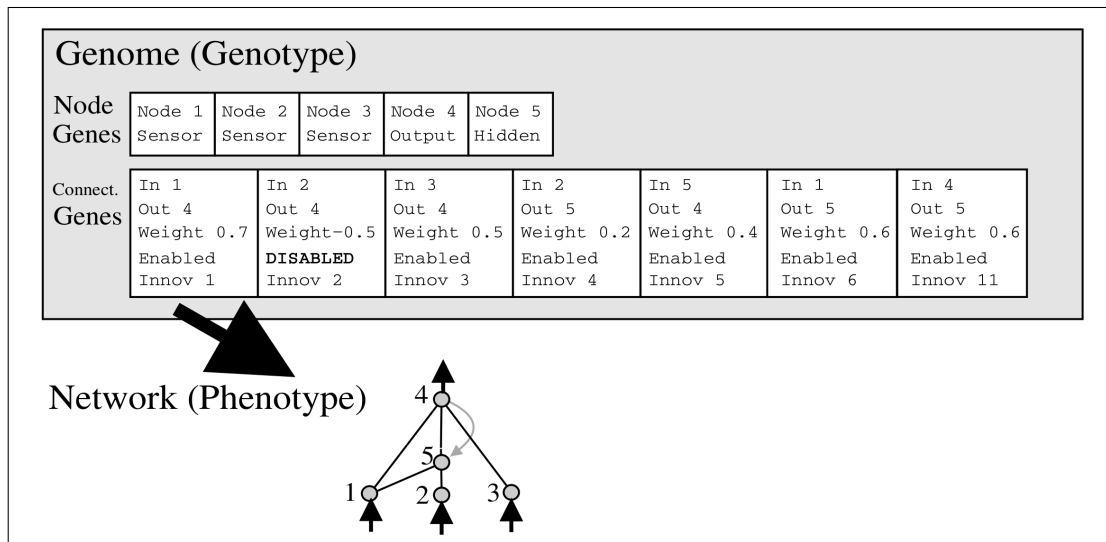 Genome (Genotype)
Node Genes
Node 1 Node 2 Node 3 Node 4 Node 5
Sensor Sensor Sensor Output Hidden
Connect. Genes
In 1 In 2 In 3 In 2 In 5 In 1 In 4
Out 4 Out 4 Out 4 Out 5 Out 4 Out 5 Out 5
Weight 0.7 Weight-0.5 Weight 0.5 Weight 0.2 Weight 0.4 Weight 0.6 Weight 0.6
Enabled DISABLED Enabled Enabled Enabled Enabled Enabled
Innov 1 Innov 2 Innov 3 Innov 4 Innov 5 Innov 6 Innov 11
Network (Phenotype)
4
5
1 2 3